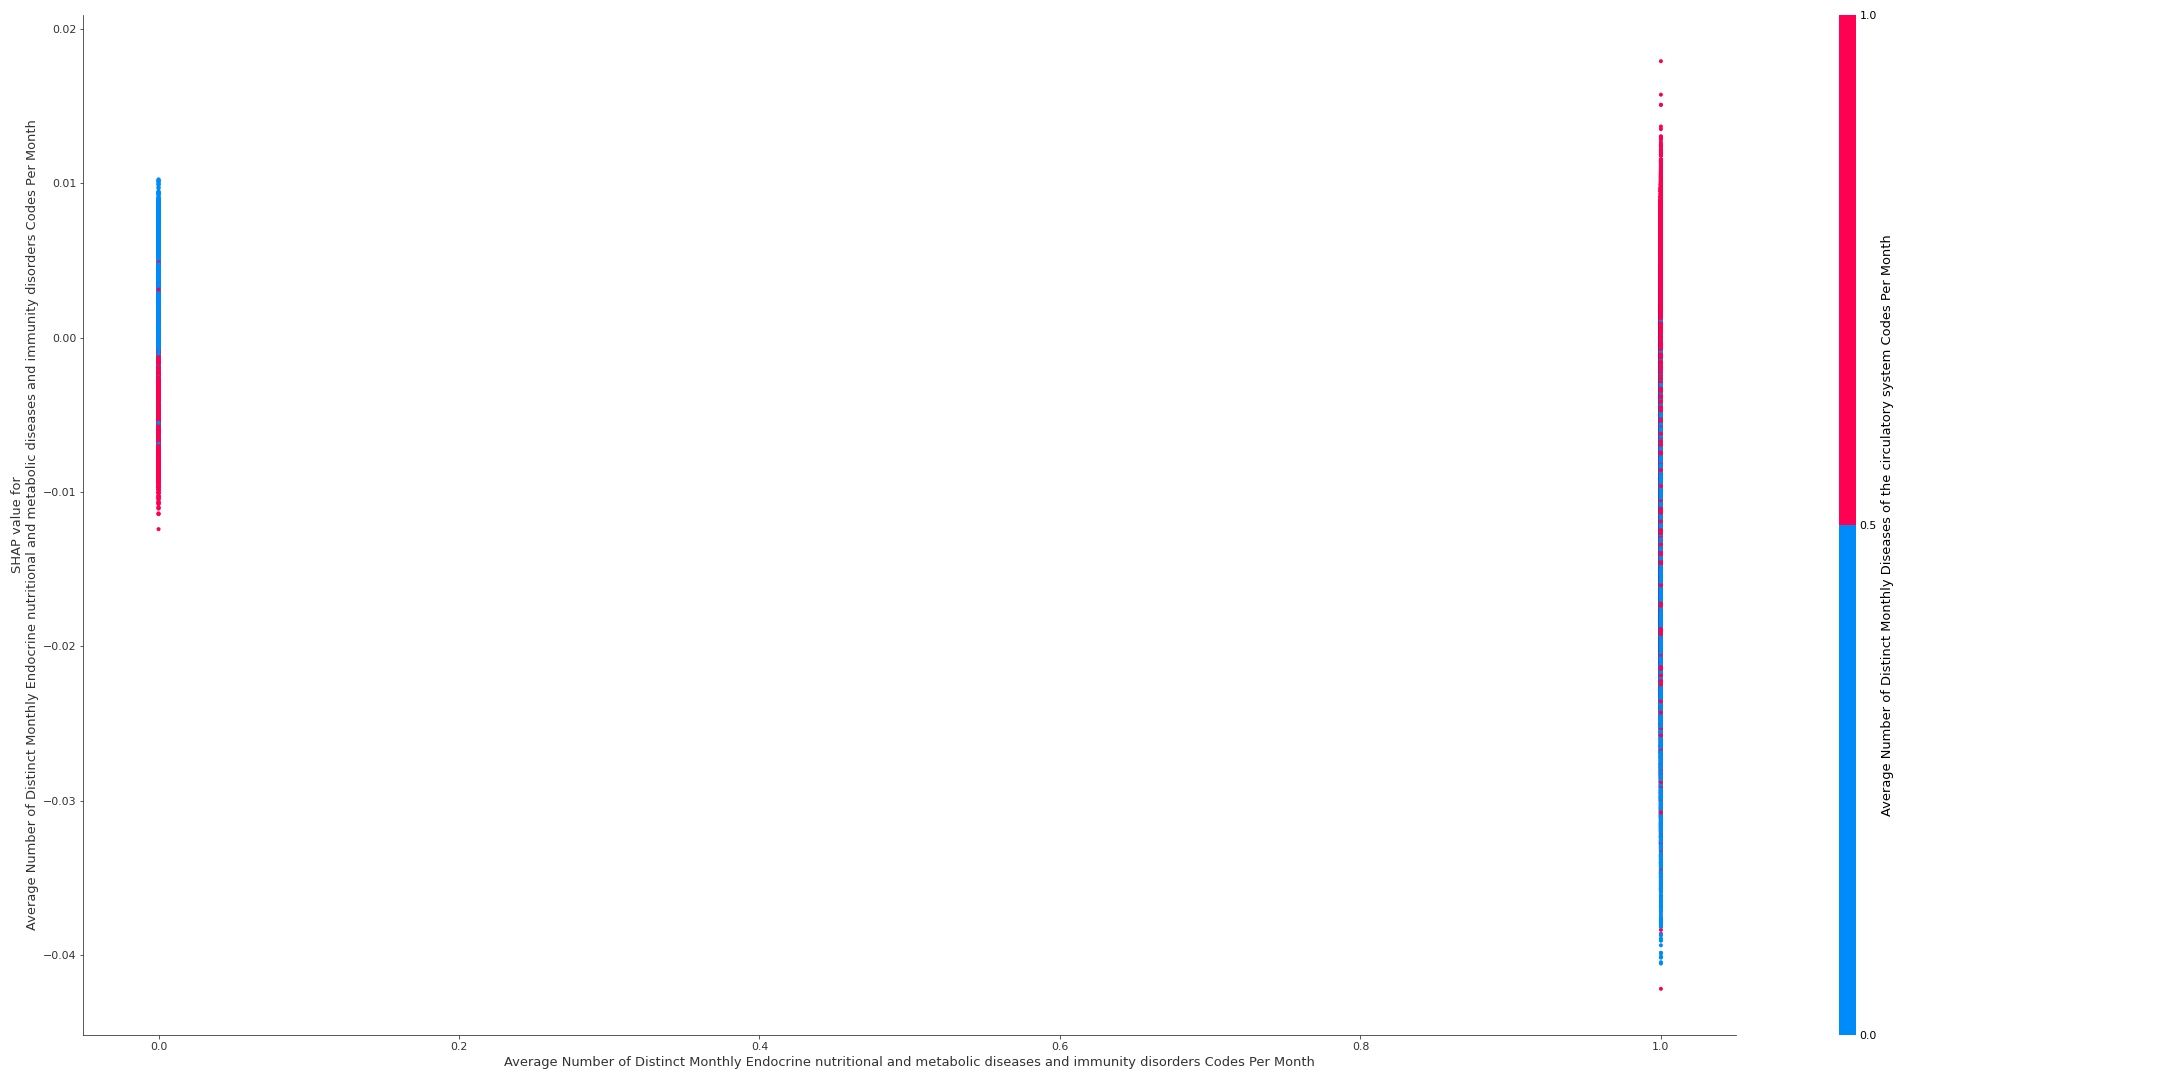 SHAP value for
Average Number of Distinct Monthly Endocrine nutritional and metabolic diseases and immunity disorders Codes Per Month
0.02
0.01
0.00
−0.01
−0.02
−0.03
−0.04
0.0 0.2 0.4 0.6 0.8 1.0
Average Number of Distinct Monthly Endocrine nutritional and metabolic diseases and immunity disorders Codes Per Month
1.0
0.5
0.0
Average Number of Distinct Monthly Diseases of the circulatory system Codes Per Month